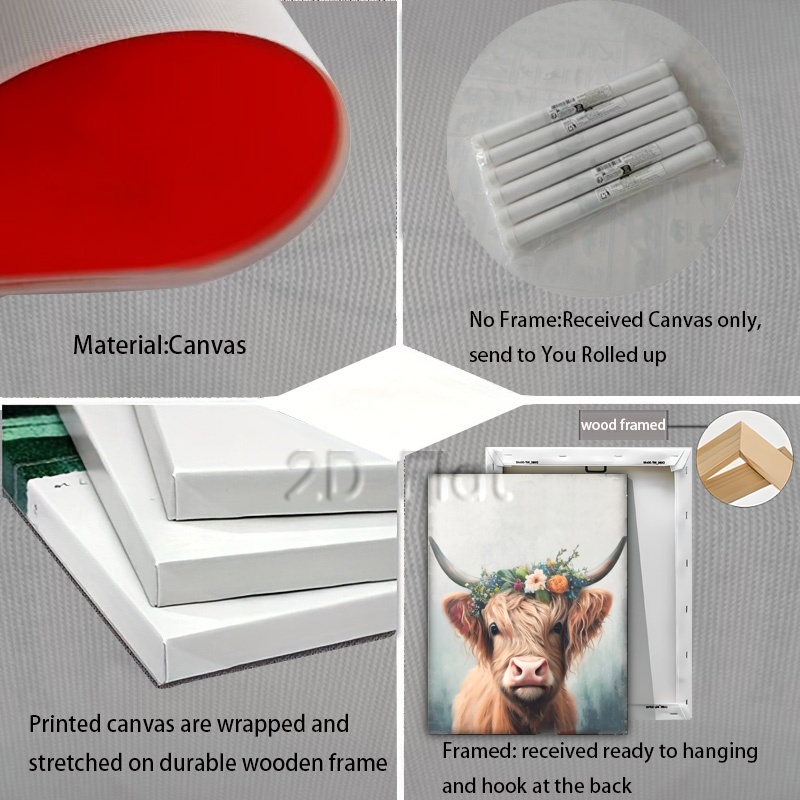 Material:Canvas
No Frame:Received Canvas only,
send to You Rolled up
2D Flat
wood framed
Printed canvas are wrapped and
stretched on durable wooden frame
Framed: received ready to hanging
and hook at the back